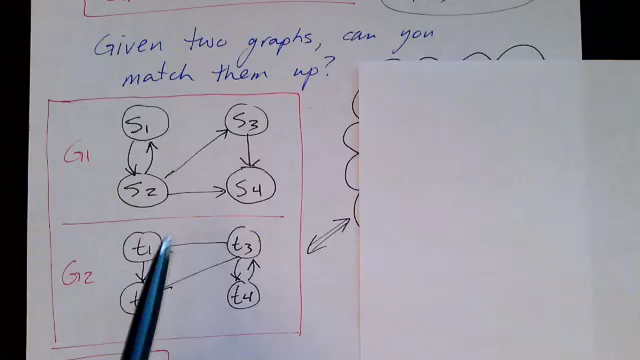 Given two graphs, can you
match them up?
S1 S3
G1
S2 S4
t1 t3
G2
t4